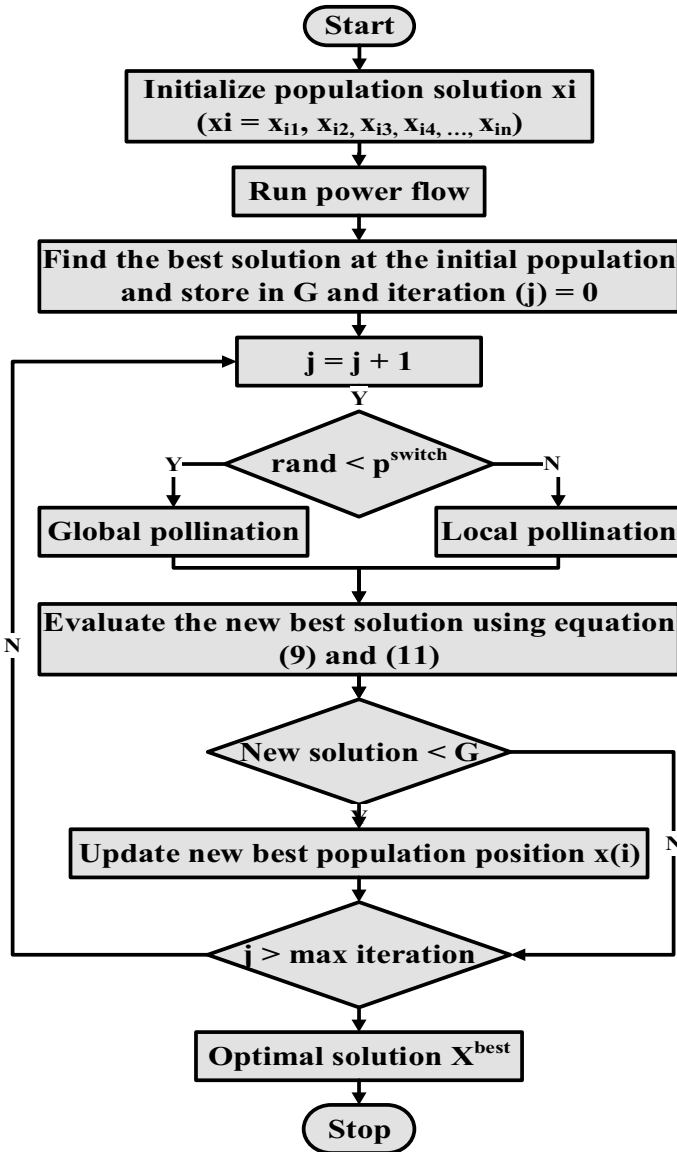 Start
Initialize population solution xi
(xi = xi1, xi2, xi3, xi4, ..., xin)
Run power flow
Find the best solution at the initial population
and store in G and iteration (j) = 0
j = j + 1
Y
rand < p^switch
Y
N
Global pollination
Local pollination
Evaluate the new best solution using equation
(9) and (11)
N
New solution < G
Y
N
Update new best population position x(i)
j > max iteration
Optimal solution X^best
Stop